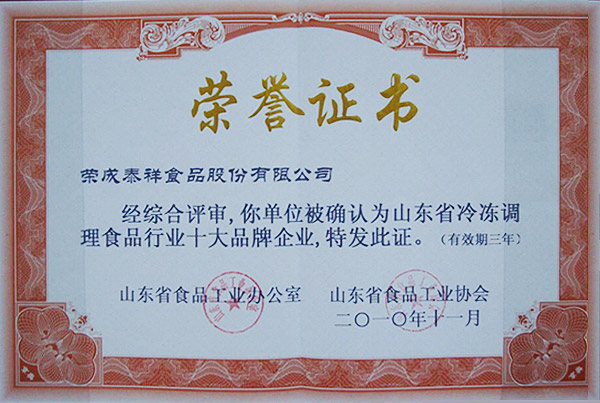 荣誉证书
荣成泰祥食品股份有限公司
经综合评审,你单位被确认为山东省冷冻调
理食品行业十大品牌企业,特发此证。(有效期三年)
山东省食品工业办公室
山东省食品工业协会
二〇一〇年十一月